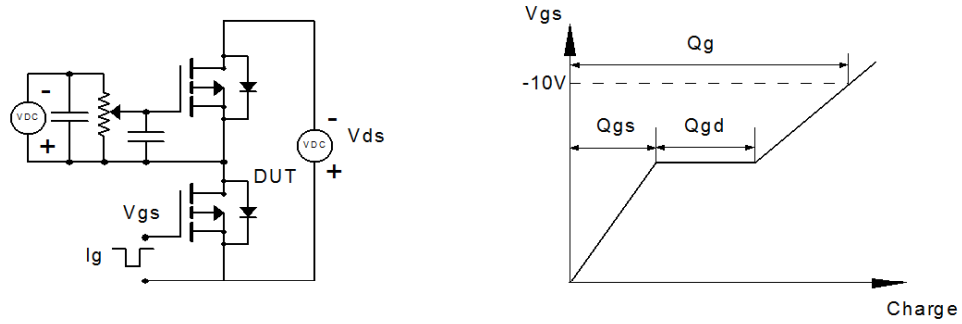 -
VDC
+
-
VDC
+
Vds
DUT
Vgs
Ig
Vgs
Qg
-10V
Qgs
Qgd
Charge